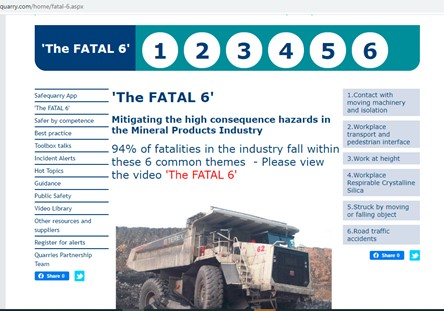 quarry.com/home/fatal-6.aspx
'The FATAL 6' 1 2 3 4 5 6
Safequarry App
'The FATAL 6'
Safer by competence
Best practice
Toolbox talks
Incident Alerts
Hot Topics
Guidance
Public Safety
Video Library
Other resources and
suppliers
Register for alerts
Quarries Partnership
Team
Share 0
'The FATAL 6'
Mitigating the high consequence hazards in
the Mineral Products Industry
94% of fatalities in the industry fall within
these 6 common themes - Please view
the video 'The FATAL 6'
62
1.Contact with
moving machinery
and isolation
2.Workplace
transport and
pedestrian interface
3.Work at height
4.Workplace
Respirable Crystalline
Silica
5.Struck by moving
or falling object
6.Road traffic
accidents
Share 0